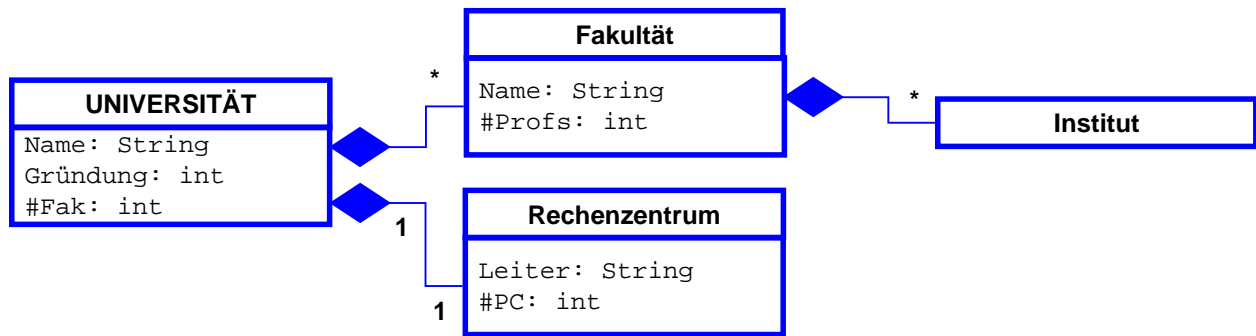 UNIVERSITÄT
Name: String
Gründung: int
#Fak: int
*
Fakultät
Name: String
#Profs: int
*
Institut
1
1
Rechenzentrum
Leiter: String
#PC: int